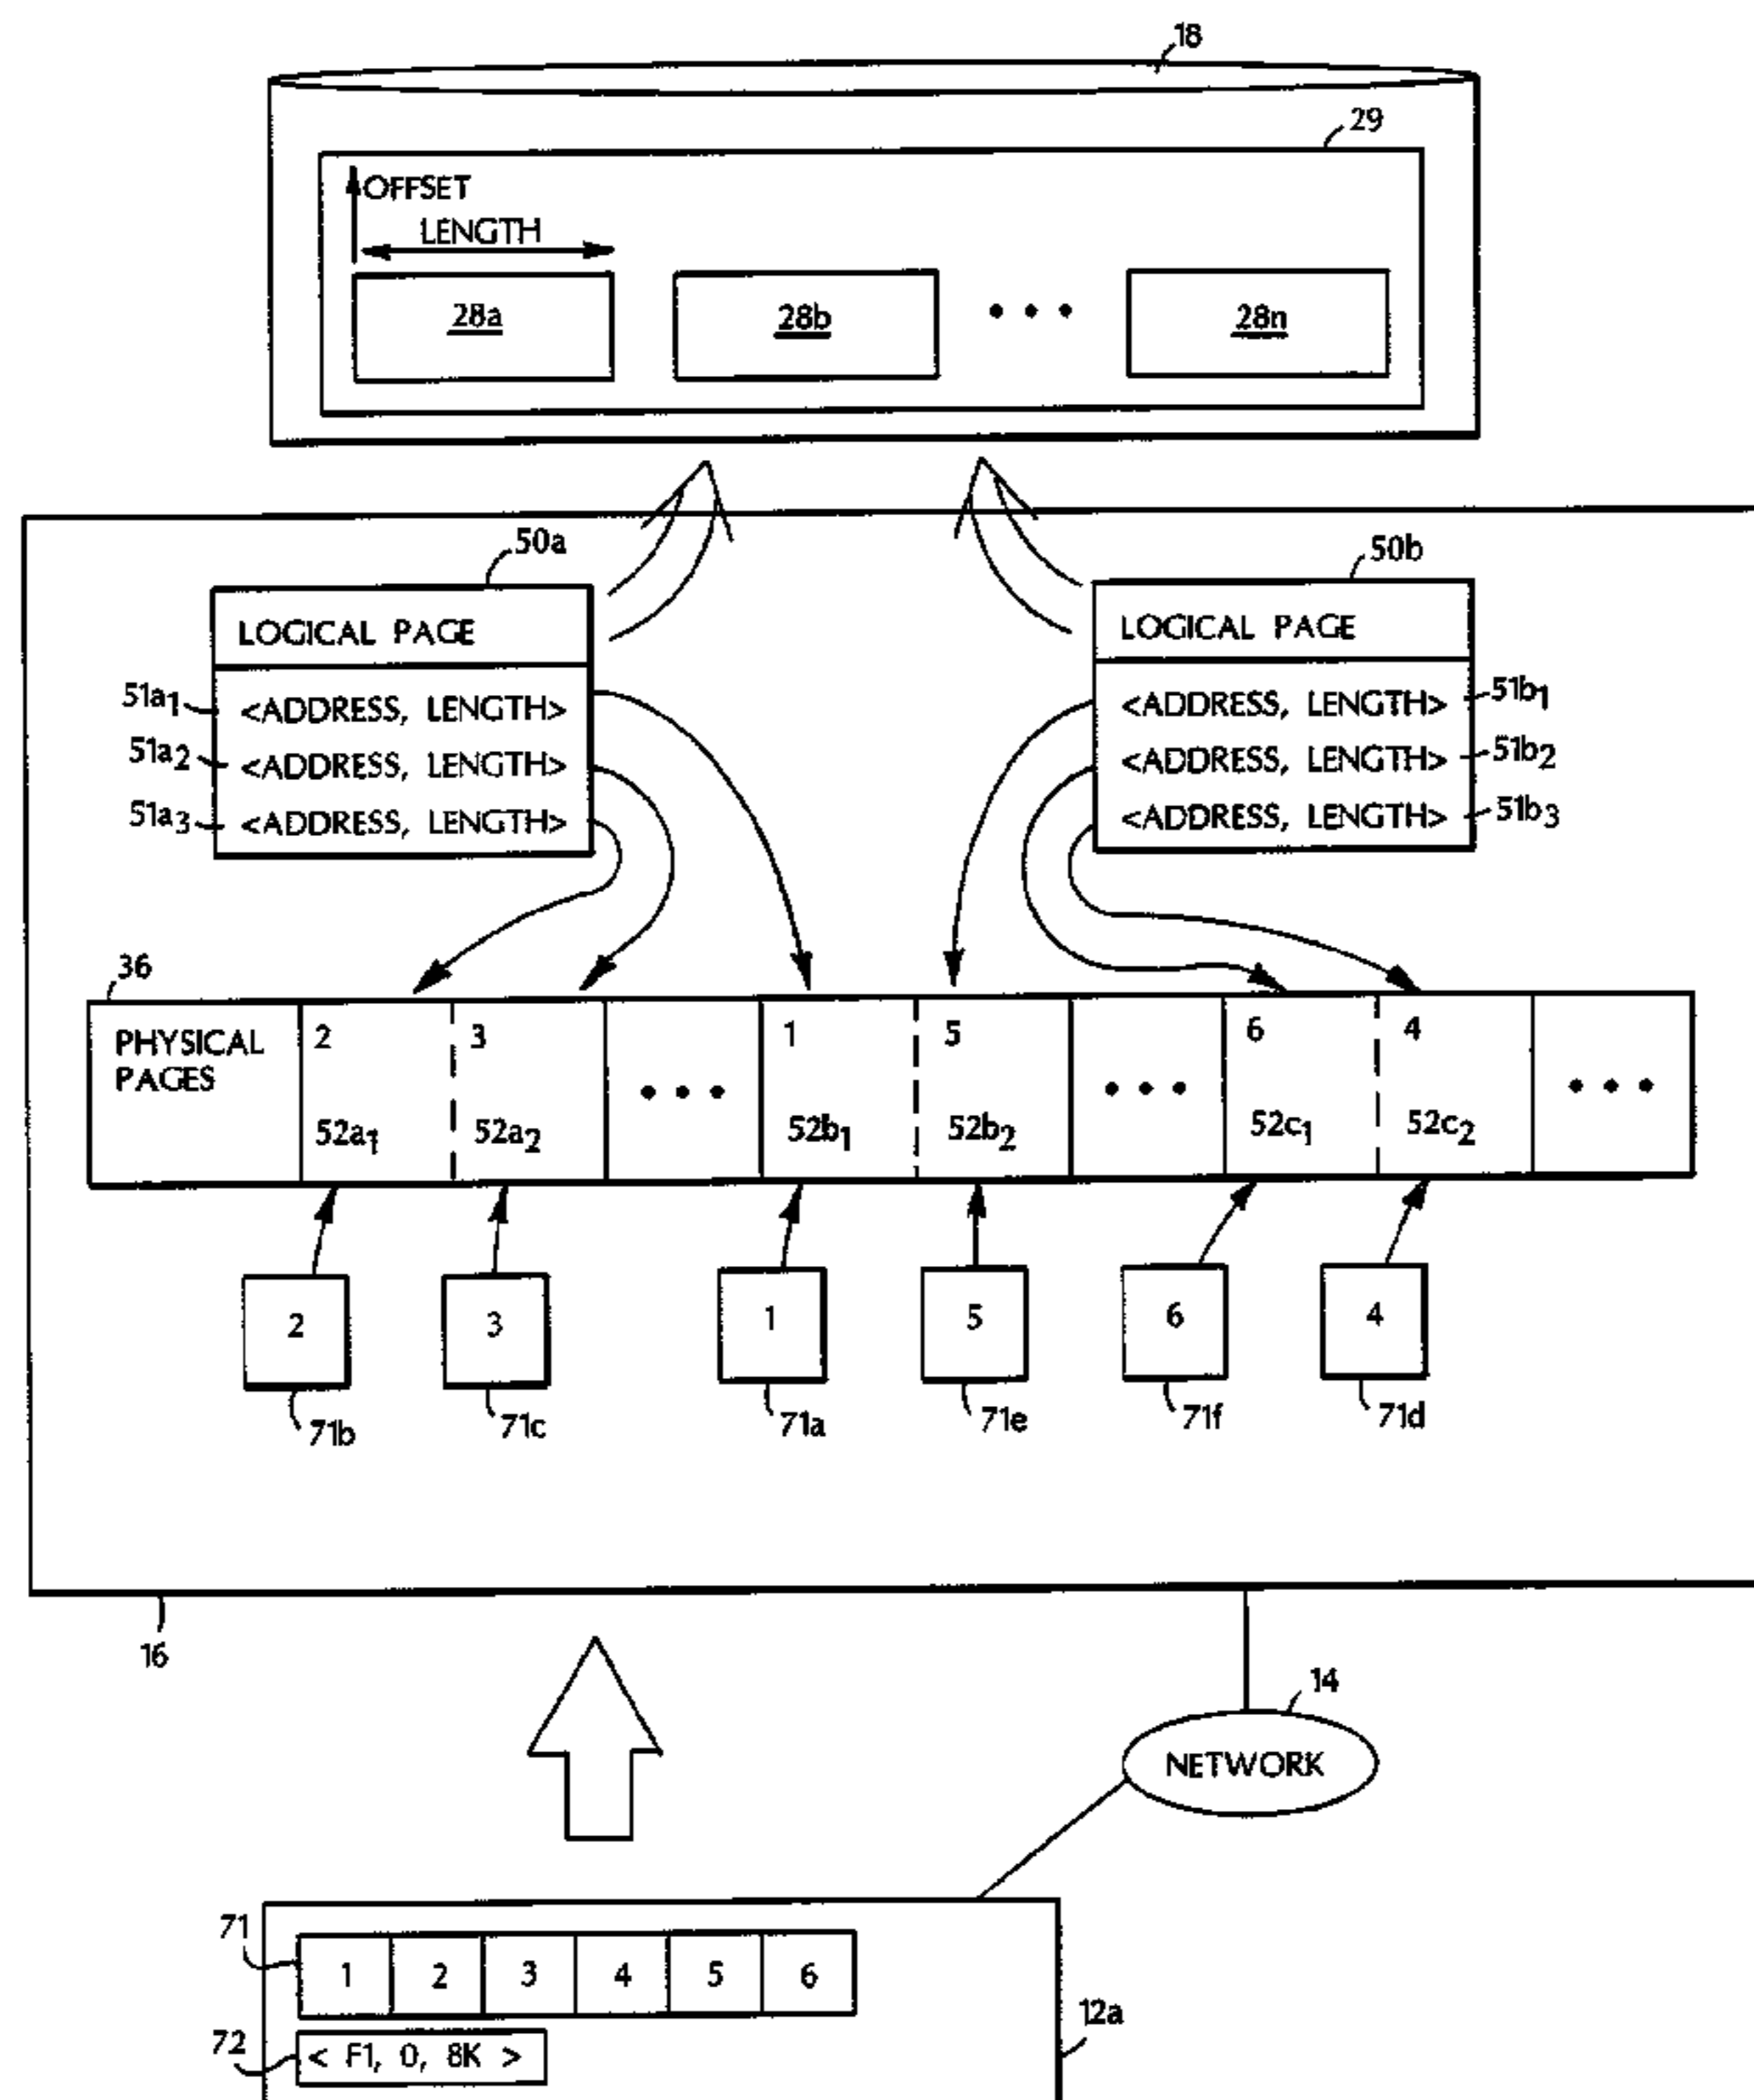 18
29
OFFSET
LENGTH
28a 28b 28n
50a 50b
LOGICAL PAGE LOGICAL PAGE
51a1 <ADDRESS, LENGTH> <ADDRESS, LENGTH> 51b1
51a2 <ADDRESS, LENGTH> <ADDRESS, LENGTH> 51b2
51a3 <ADDRESS, LENGTH> <ADDRESS, LENGTH> 51b3
36
PHYSICAL PAGES
2 3 1 5 6 4
52a1 52a2 • • • 52b1 52b2 • • • 52c1 52c2 • • •
2 3 1 5 6 4
71b 71c 71a 71e 71f 71d
16
14
NETWORK
71 1 2 3 4 5 6
12a
72 < F1, 0, 8K >